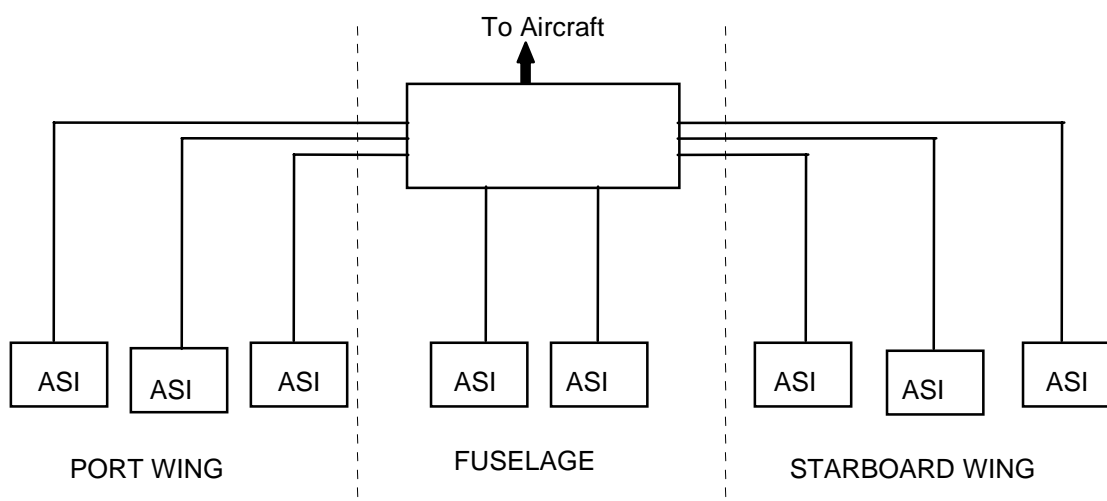 To Aircraft
ASI ASI ASI ASI ASI ASI ASI ASI
PORT WING FUSELAGE STARBOARD WING